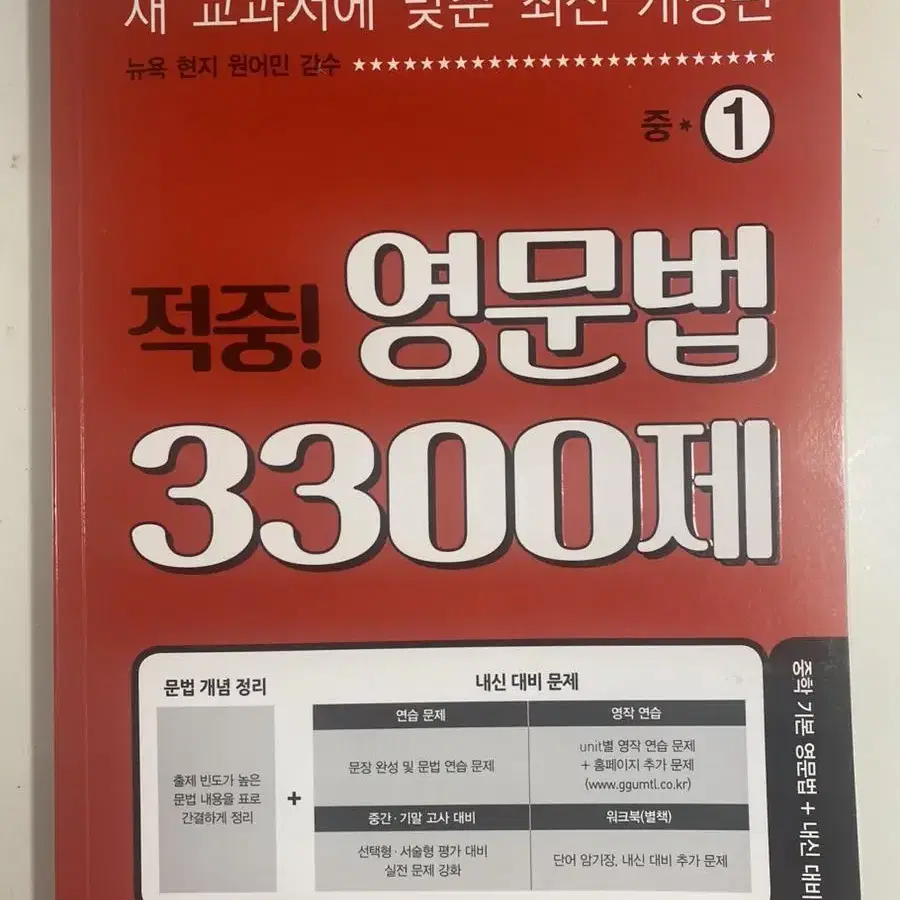 새 교과서에 맞춘 최신 개정판
뉴욕 현지 원어민 감수 ★★★★★★★★★★★★★★★★★★★★★★★★★
중 * 1
적중! 영문법
3300제
문법 개념 정리
출제 빈도가 높은
문법 내용을 표로
간결하게 정리
+
내신 대비 문제
연습 문제
문장 완성 및 문법 연습 문제
영작 연습
unit별 영작 연습 문제
+ 홈페이지 추가 문제
(www.ggumtl.co.kr)
중간·기말 고사 대비
선택형·서술형 평가 대비
실전 문제 강화
워크북(별책)
단어 암기장, 내신 대비 추가 문제
중학 기본 영문법 + 내신 대비